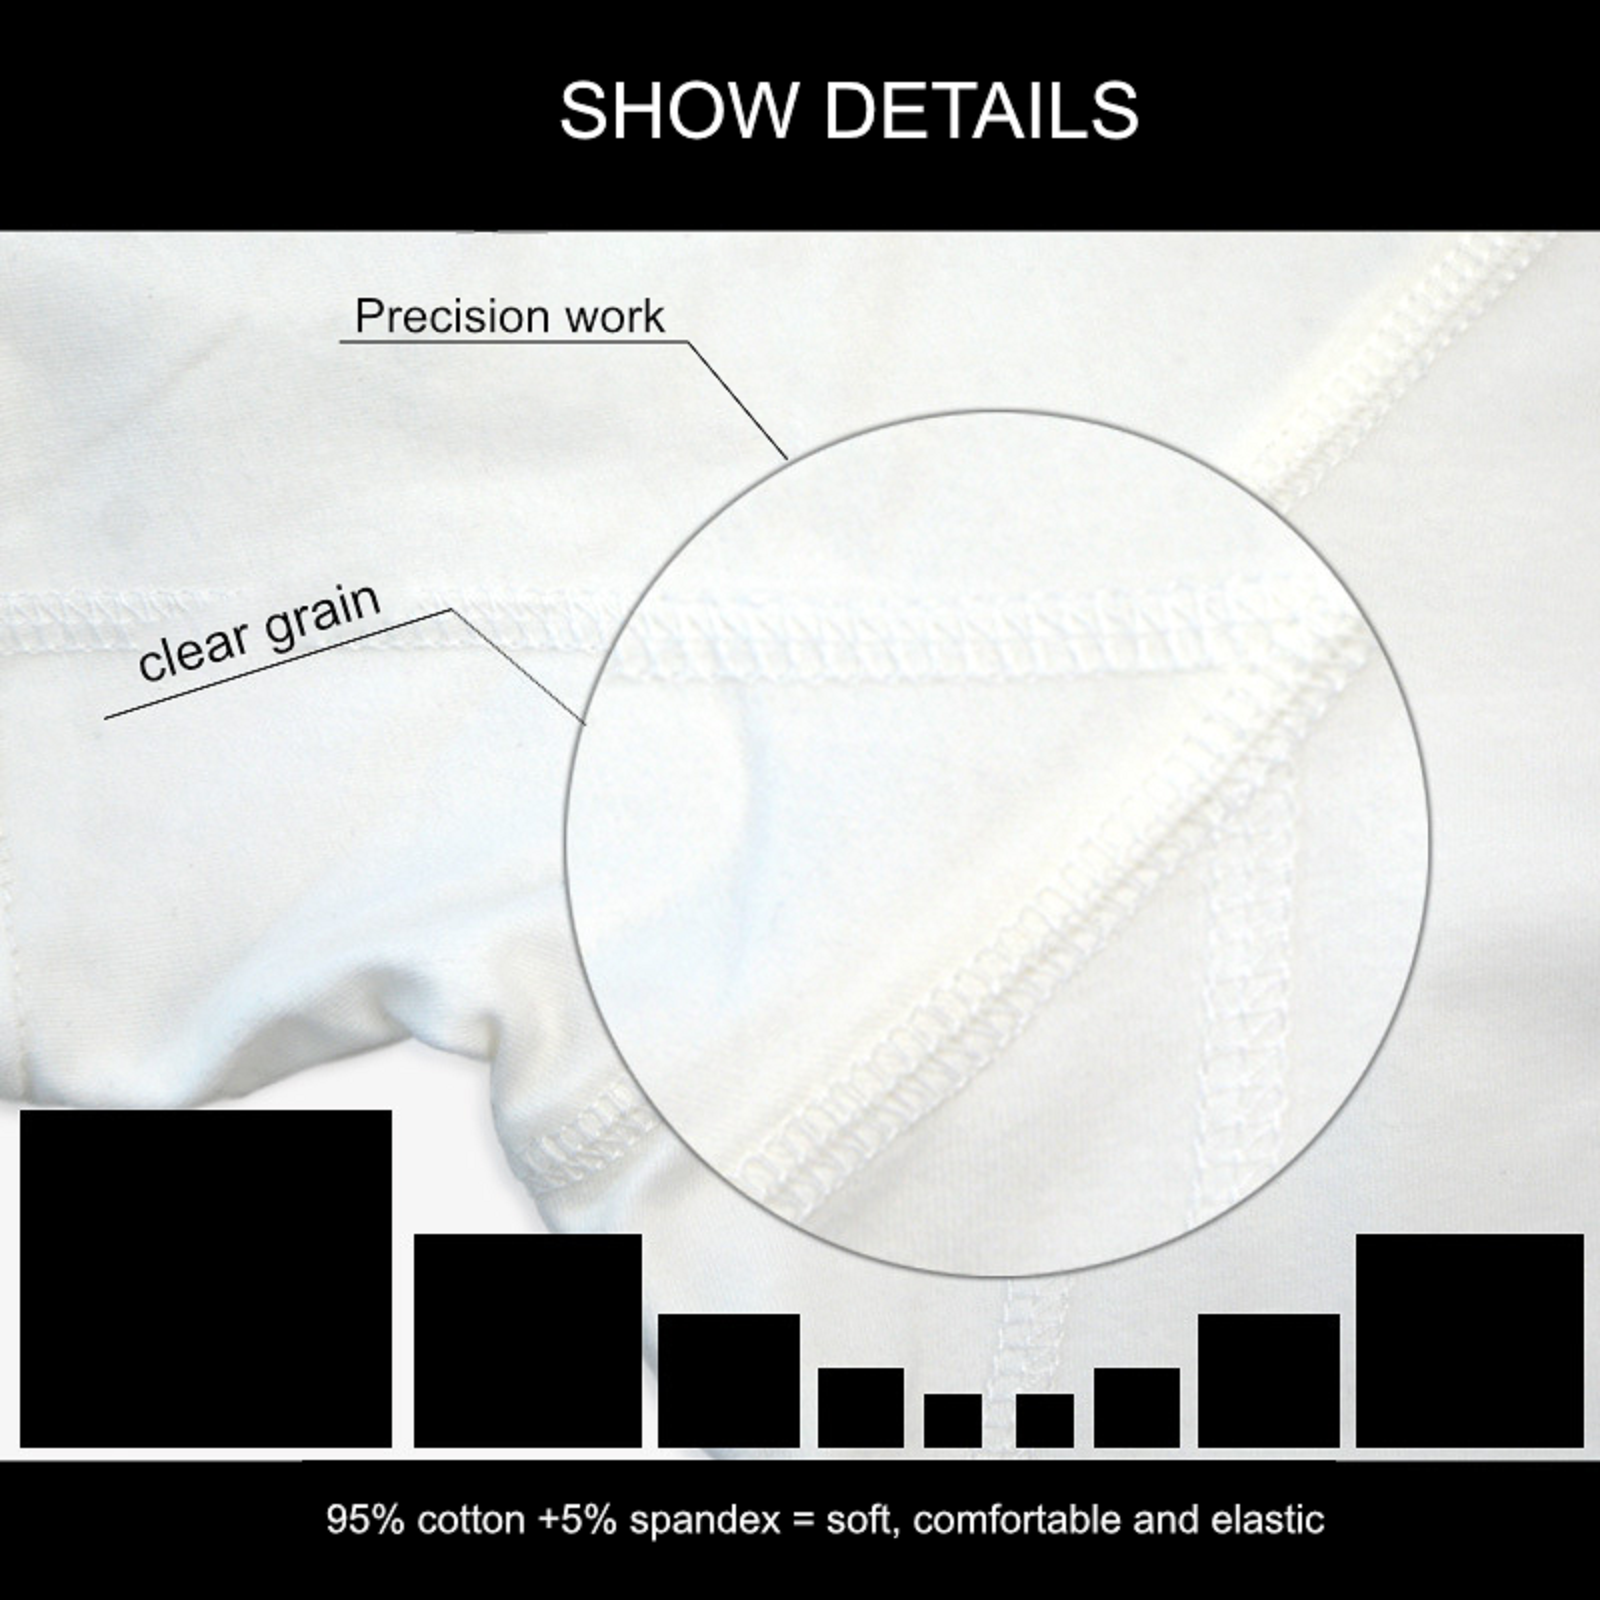 SHOW DETAILS
Precision work
clear grain
95% cotton +5% spandex = soft, comfortable and elastic